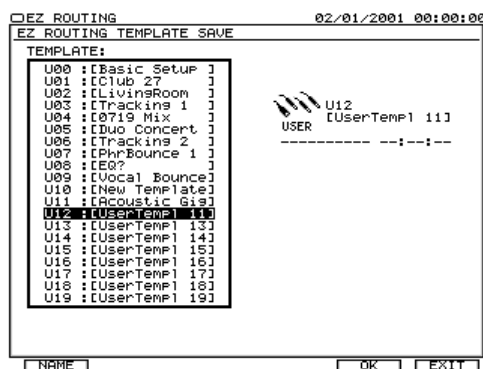 EZ ROUTING 02/01/2001 00:00:00
EZ ROUTING TEMPLATE SAVE
TEMPLATE:
U00 :[Basic Setup ]
U01 :[Club 27 ]
U02 :[LivingRoom ]
U03 :[Tracking 1 ]
U04 :[0719 Mix ]
U05 :[Duo Concert ]
U06 :[Tracking 2 ]
U07 :[PhrBounce 1 ]
U08 :[EQ? ]
U09 :[Vocal Bounce]
U10 :[New Template]
U11 :[Acoustic Gig]
U12 :[UserTempl 11]
U13 :[UserTempl 13]
U14 :[UserTempl 14]
U15 :[UserTempl 15]
U16 :[UserTempl 16]
U17 :[UserTempl 17]
U18 :[UserTempl 18]
U19 :[UserTempl 19]
U12
[UserTempl 11]
USER
---------- --:--:--
NAME OK EXIT